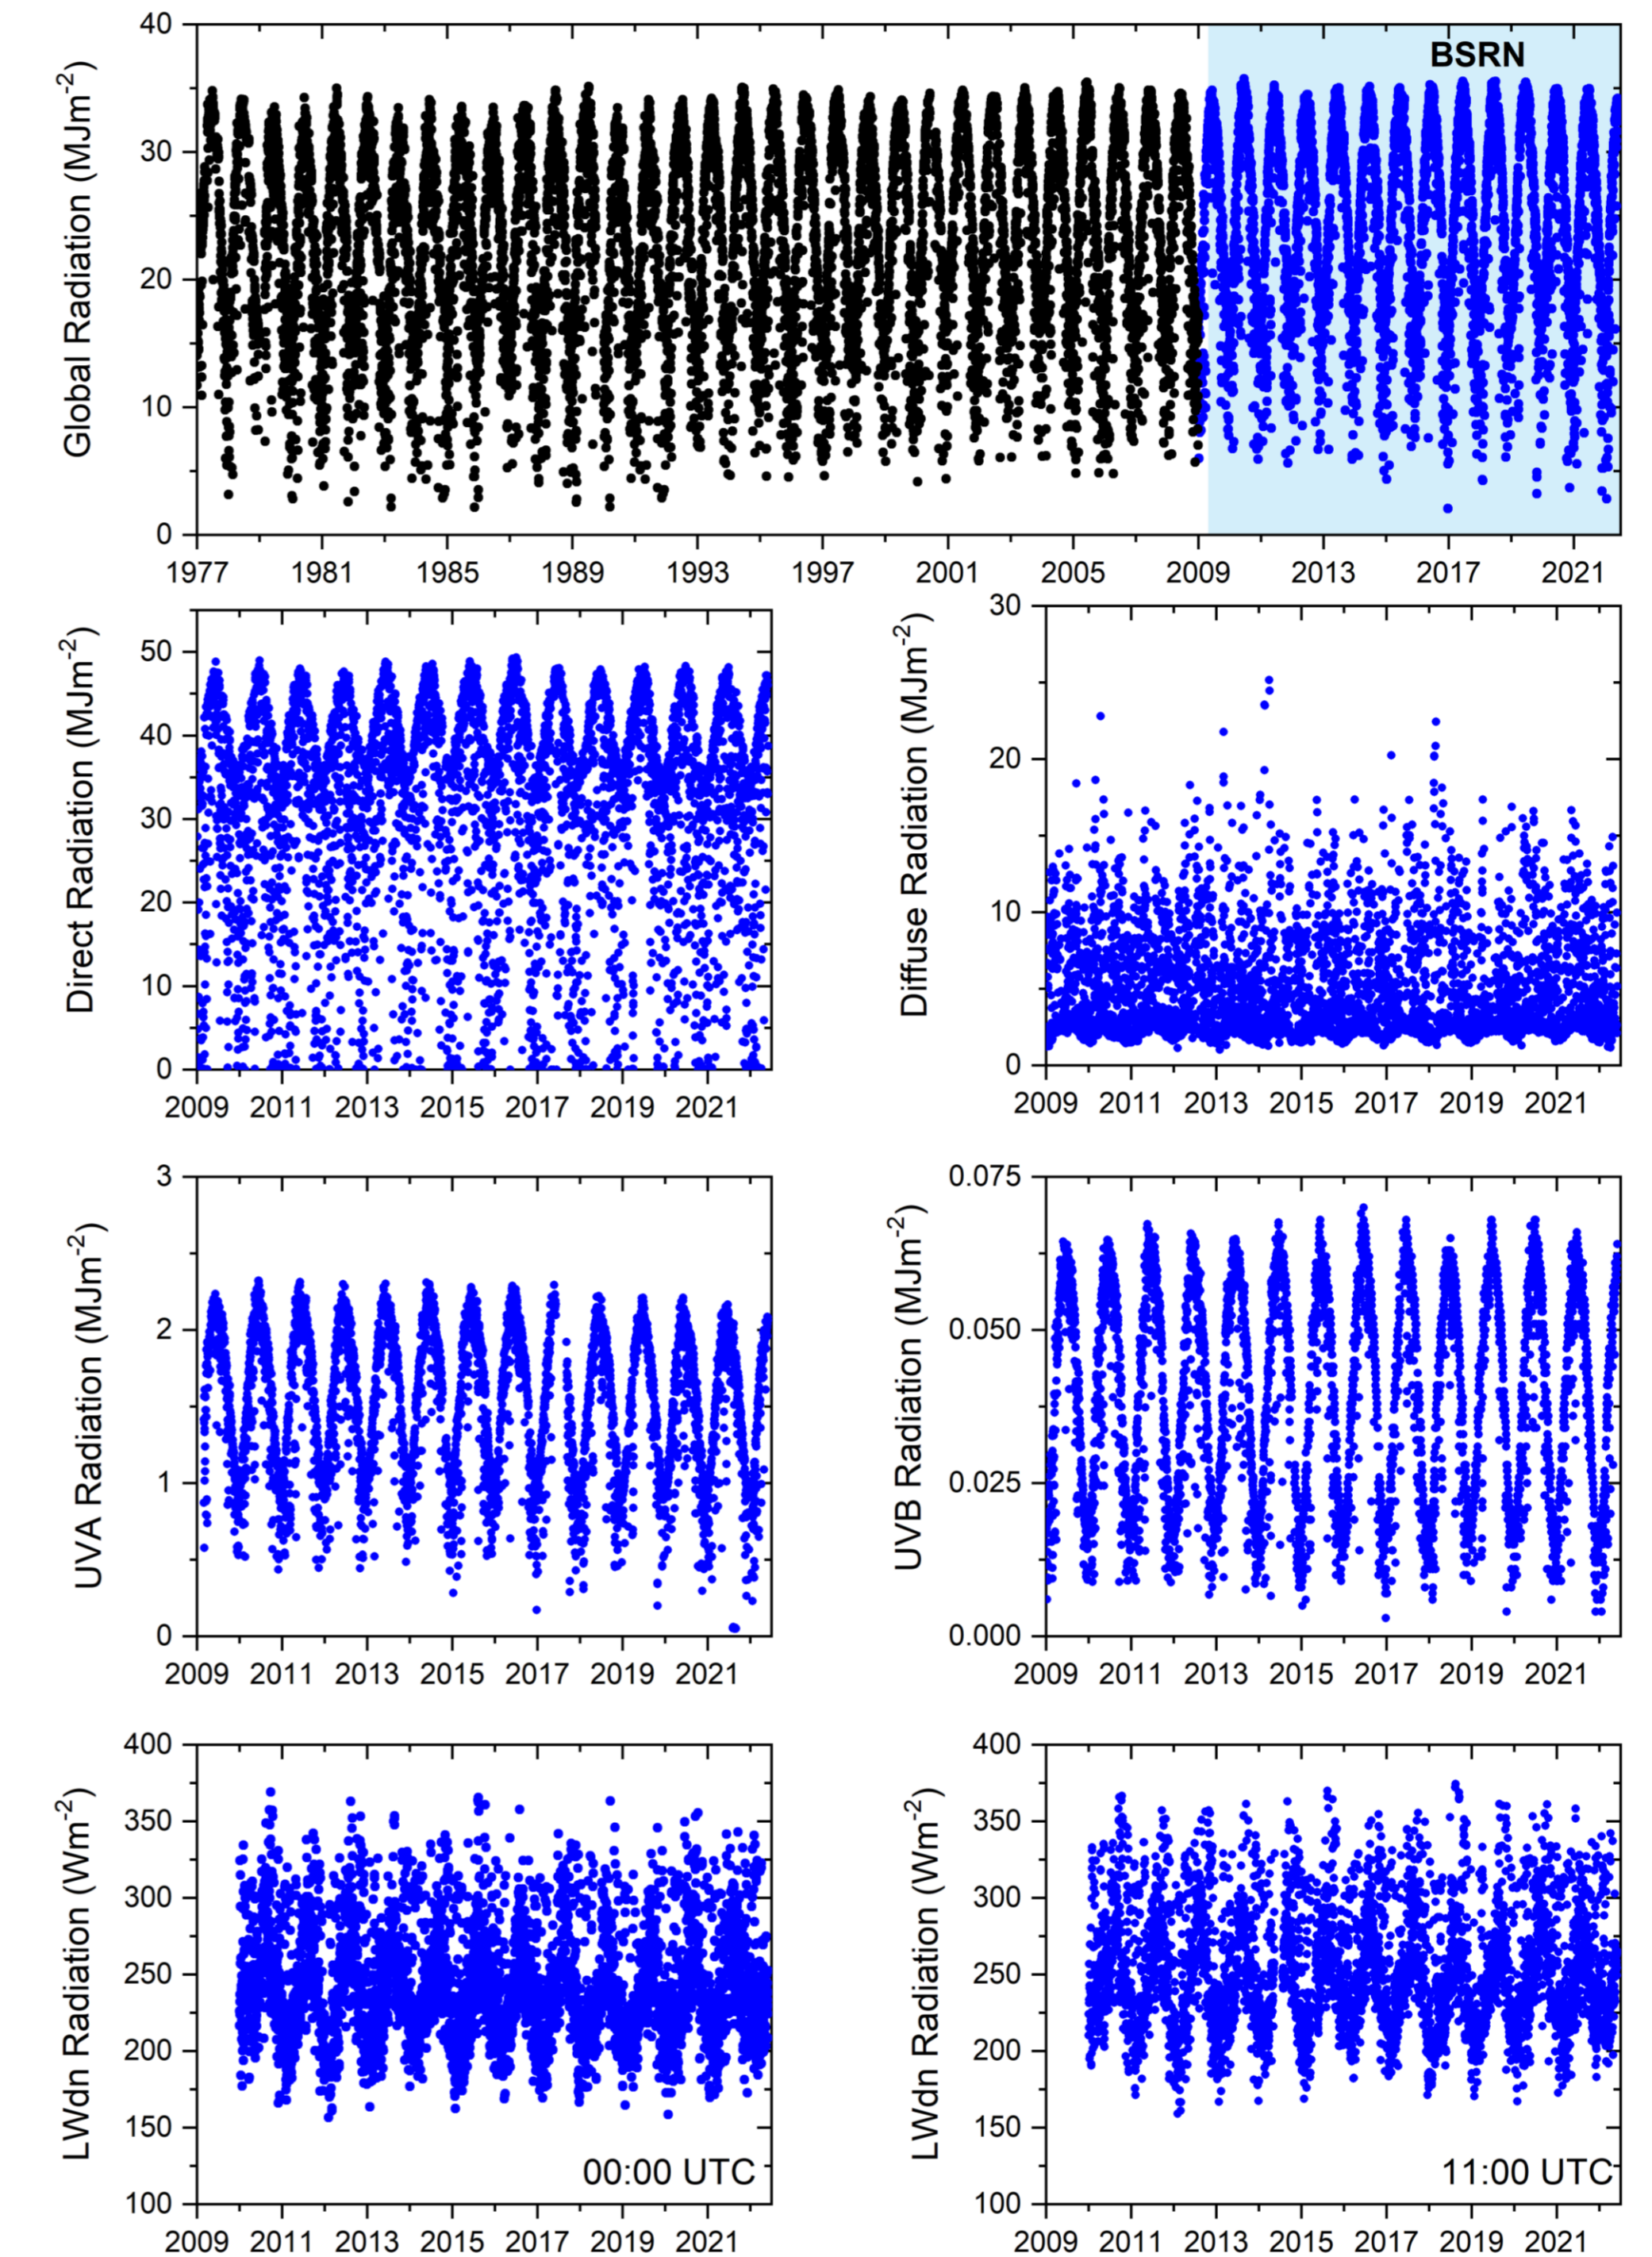 40
30
20
10
0
Global Radiation (MJm⁻²)
BSRN
1977 1981 1985 1989 1993 1997 2001 2005 2009 2013 2017 2021
50
40
30
20
10
0
Direct Radiation (MJm⁻²)
2009 2011 2013 2015 2017 2019 2021
30
20
10
0
Diffuse Radiation (MJm⁻²)
2009 2011 2013 2015 2017 2019 2021
3
2
1
0
UVA Radiation (MJm⁻²)
2009 2011 2013 2015 2017 2019 2021
0.075
0.050
0.025
0.000
UVB Radiation (MJm⁻²)
2009 2011 2013 2015 2017 2019 2021
400
350
300
250
200
150
100
LWdn Radiation (Wm⁻²)
00:00 UTC
2009 2011 2013 2015 2017 2019 2021
400
350
300
250
200
150
100
LWdn Radiation (Wm⁻²)
11:00 UTC
2009 2011 2013 2015 2017 2019 2021